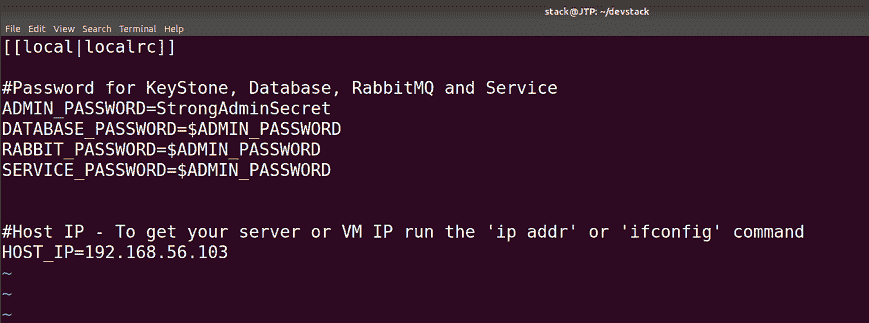 stack@JTP: ~/devstack
File Edit View Search Terminal Help
[[local|localrc]]
#Password for KeyStone, Database, RabbitMQ and Service
ADMIN_PASSWORD=StrongAdminSecret
DATABASE_PASSWORD=$ADMIN_PASSWORD
RABBIT_PASSWORD=$ADMIN_PASSWORD
SERVICE_PASSWORD=$ADMIN_PASSWORD
#Host IP - To get your server or VM IP run the 'ip addr' or 'ifconfig' command
HOST_IP=192.168.56.103
~
~
~